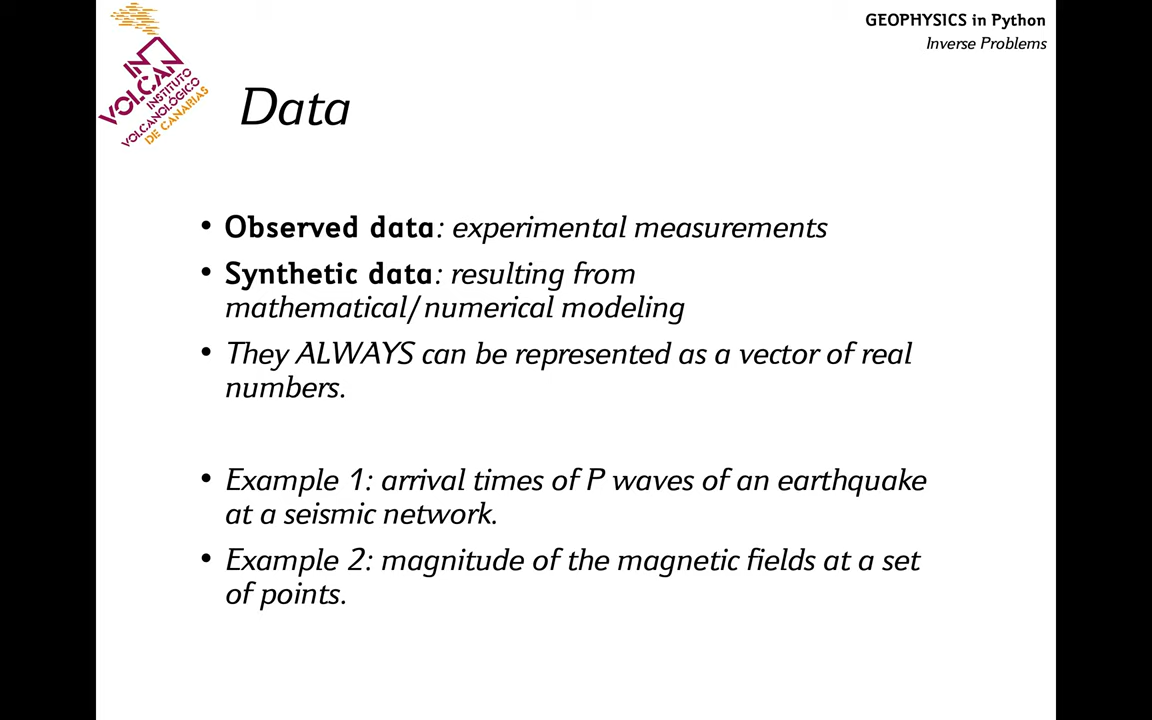 GEOPHYSICS in Python
Inverse Problems
IN
VOLCAN
INSTITUTO
VOLCANOLÓGICO
DE CANARIAS
Data
• Observed data: experimental measurements
• Synthetic data: resulting from
mathematical/numerical modeling
• They ALWAYS can be represented as a vector of real
numbers.
• Example 1: arrival times of P waves of an earthquake
at a seismic network.
• Example 2: magnitude of the magnetic fields at a set
of points.